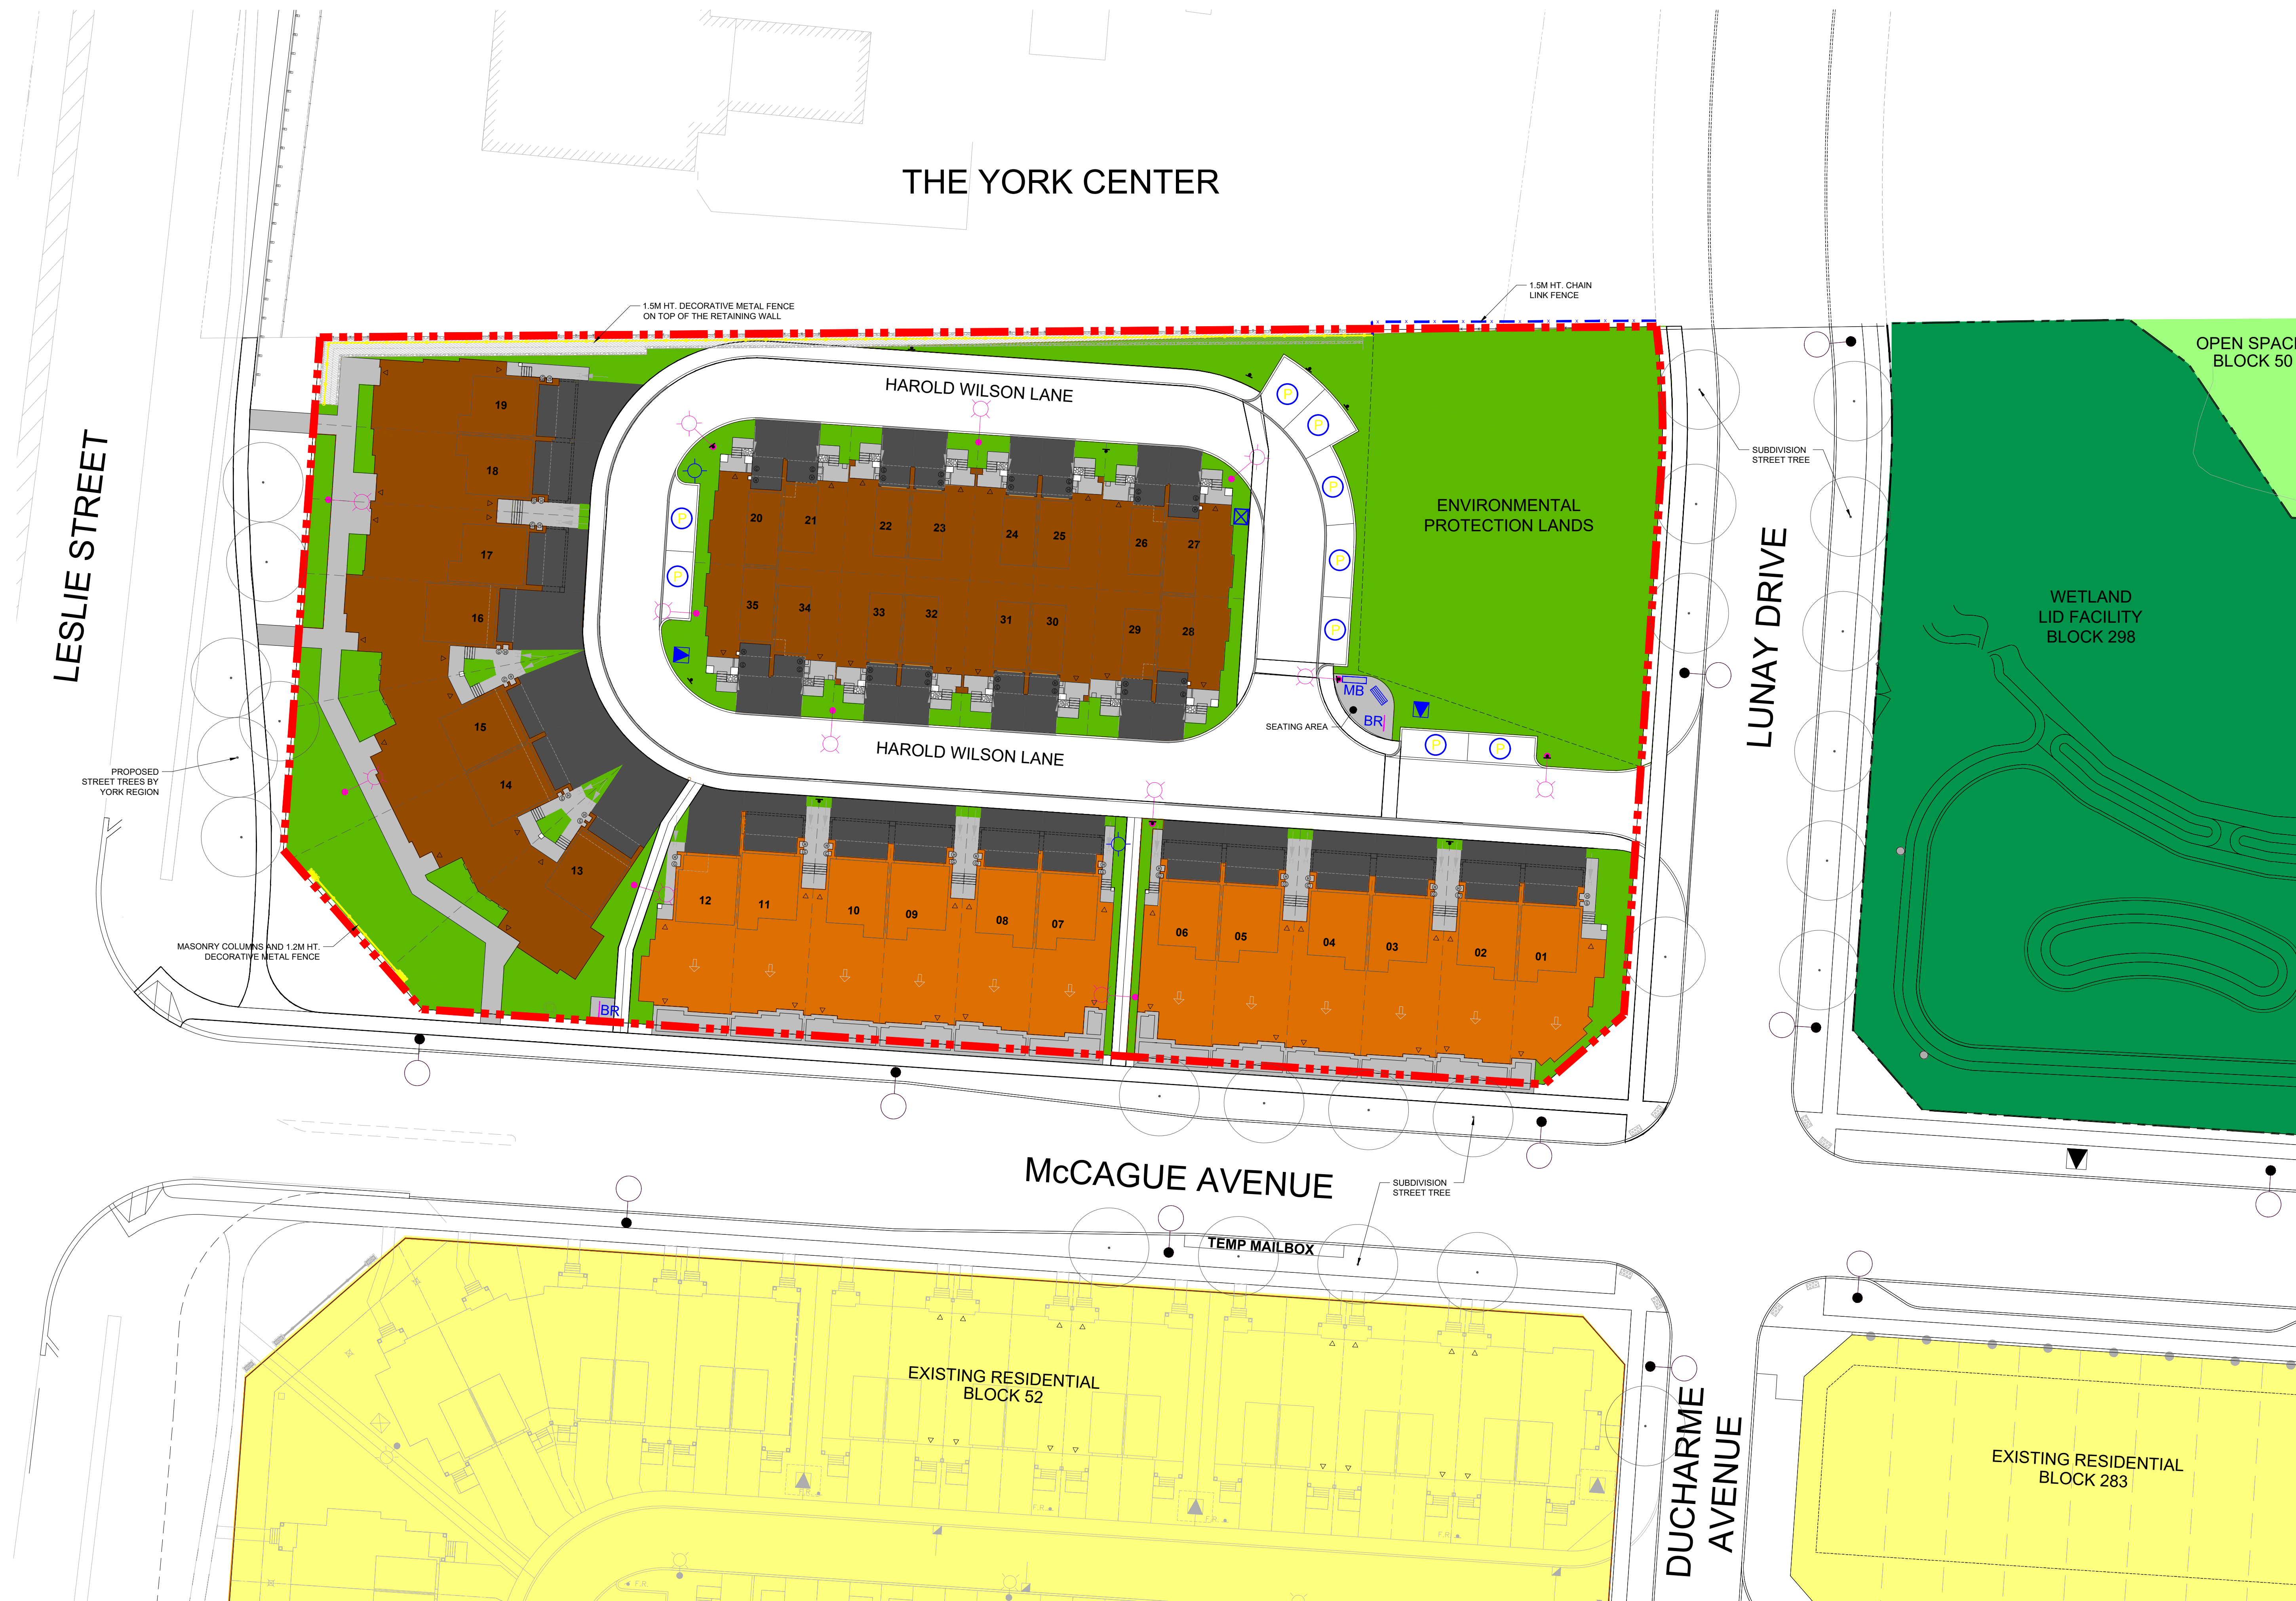 THE YORK CENTER
1.5M HT. CHAIN
LINK FENCE
1.5M HT. DECORATIVE METAL FENCE
ON TOP OF THE RETAINING WALL
OPEN SPAC
BLOCK 50
HAROLD WILSON LANE
SUBDIVISION
STREET TREE
LESLIE STREET
19
18
17
16
15
14
13
P
P
P
P
P
P
P
P
P
20
21
22
23
24
25
26
27
35
34
33
32
31
30
29
28
ENVIRONMENTAL
PROTECTION LANDS
LUNAY DRIVE
WETLAND
LID FACILITY
BLOCK 298
MB
BR
SEATING AREA
HAROLD WILSON LANE
PROPOSED
STREET TREES BY
YORK REGION
12
11
10
09
08
07
06
05
04
03
02
01
MASONRY COLUMNS AND 1.2M HT.
DECORATIVE METAL FENCE
BR
McCAGUE AVENUE
SUBDIVISION
STREET TREE
TEMP MAILBOX
EXISTING RESIDENTIAL
BLOCK 52
DUCHARME
AVENUE
EXISTING RESIDENTIAL
BLOCK 283
F.R.
F.R.
F.R.
F.R.
F.R.